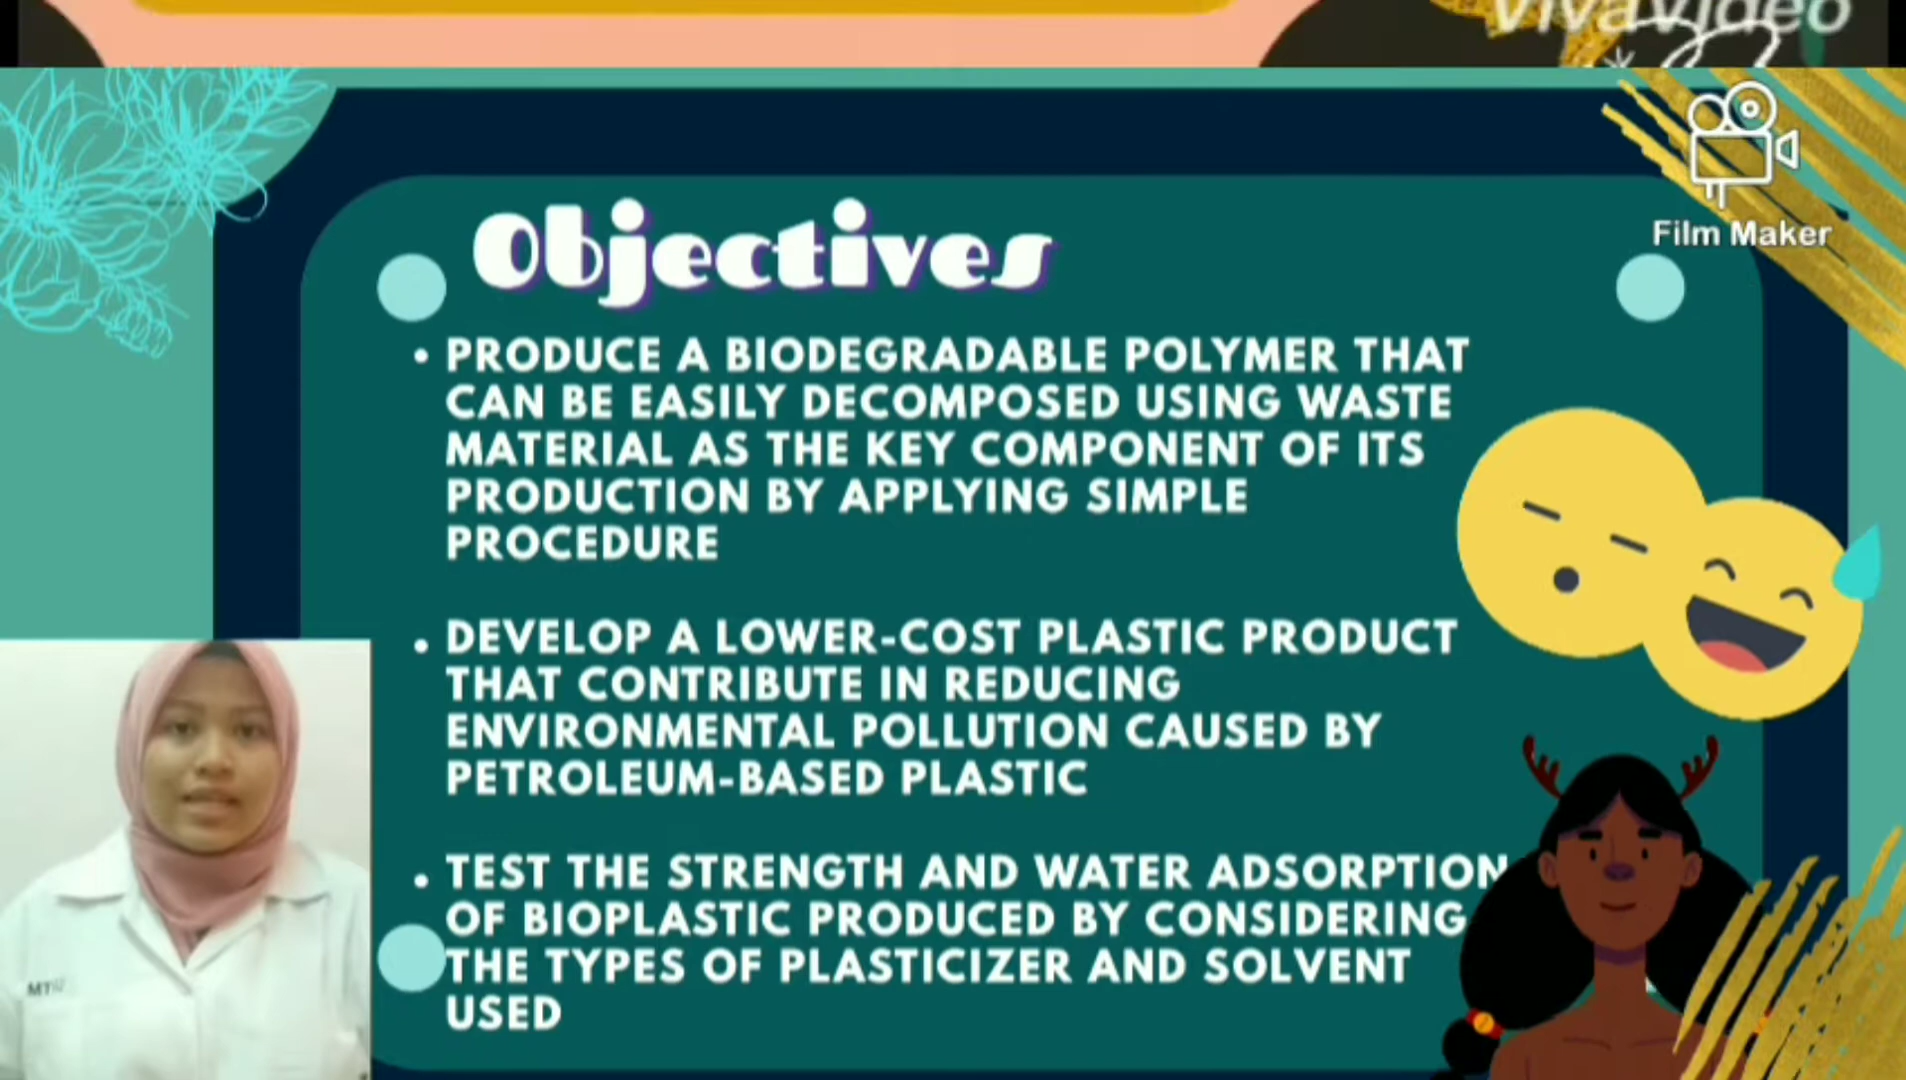 VivaVideo
Film Maker
Objectives
• PRODUCE A BIODEGRADABLE POLYMER THAT
CAN BE EASILY DECOMPOSED USING WASTE
MATERIAL AS THE KEY COMPONENT OF ITS
PRODUCTION BY APPLYING SIMPLE
PROCEDURE
• DEVELOP A LOWER-COST PLASTIC PRODUCT
THAT CONTRIBUTE IN REDUCING
ENVIRONMENTAL POLLUTION CAUSED BY
PETROLEUM-BASED PLASTIC
• TEST THE STRENGTH AND WATER ADSORPTION
OF BIOPLASTIC PRODUCED BY CONSIDERING
THE TYPES OF PLASTICIZER AND SOLVENT
USED